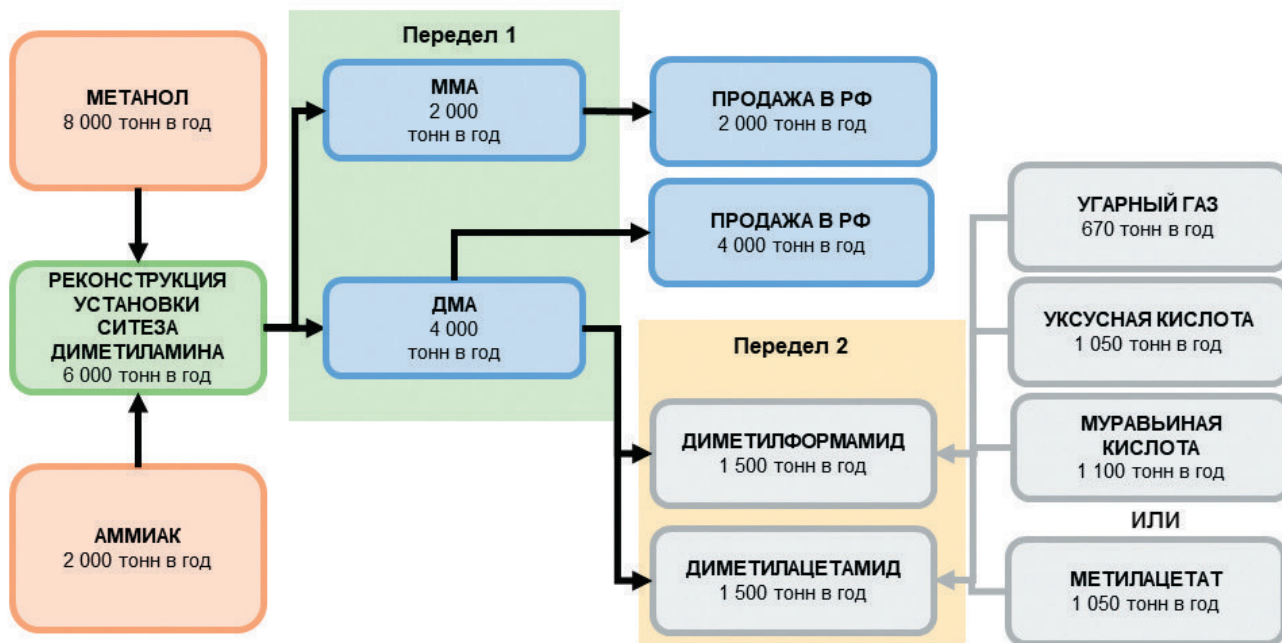 Передел 1
МЕТАНОЛ
8 000 тонн в год
ММА
2 000
тонн в год
ПРОДАЖА В РФ
2 000 тонн в год
ПРОДАЖА В РФ
4 000 тонн в год
РЕКОНСТРУКЦИЯ
УСТАНОВКИ
СИТЕЗА
ДИМЕТИЛАМИНА
6 000 тонн в год
ДМА
4 000
тонн в год
АММИАК
2 000 тонн в год
Передел 2
ДИМЕТИЛФОРМАМИД
1 500 тонн в год
ДИМЕТИЛАЦЕТАМИД
1 500 тонн в год
УГАРНЫЙ ГАЗ
670 тонн в год
УКСУСНАЯ КИСЛОТА
1 050 тонн в год
МУРАВЬИНАЯ
КИСЛОТА
1 100 тонн в год
ИЛИ
МЕТИЛАЦЕТАТ
1 050 тонн в год